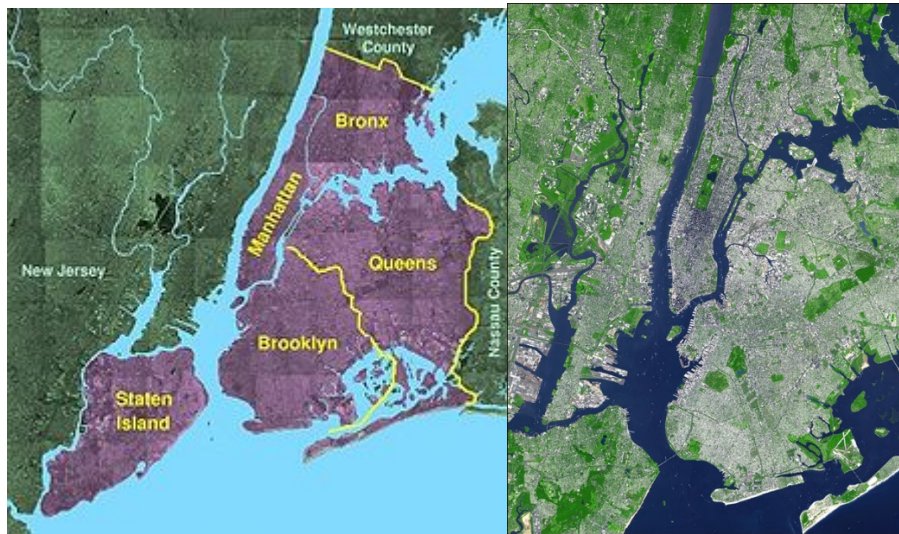 Westchester
County
Bronx
Manhattan
New Jersey
Queens
Nassau County
Brooklyn
Staten
Island